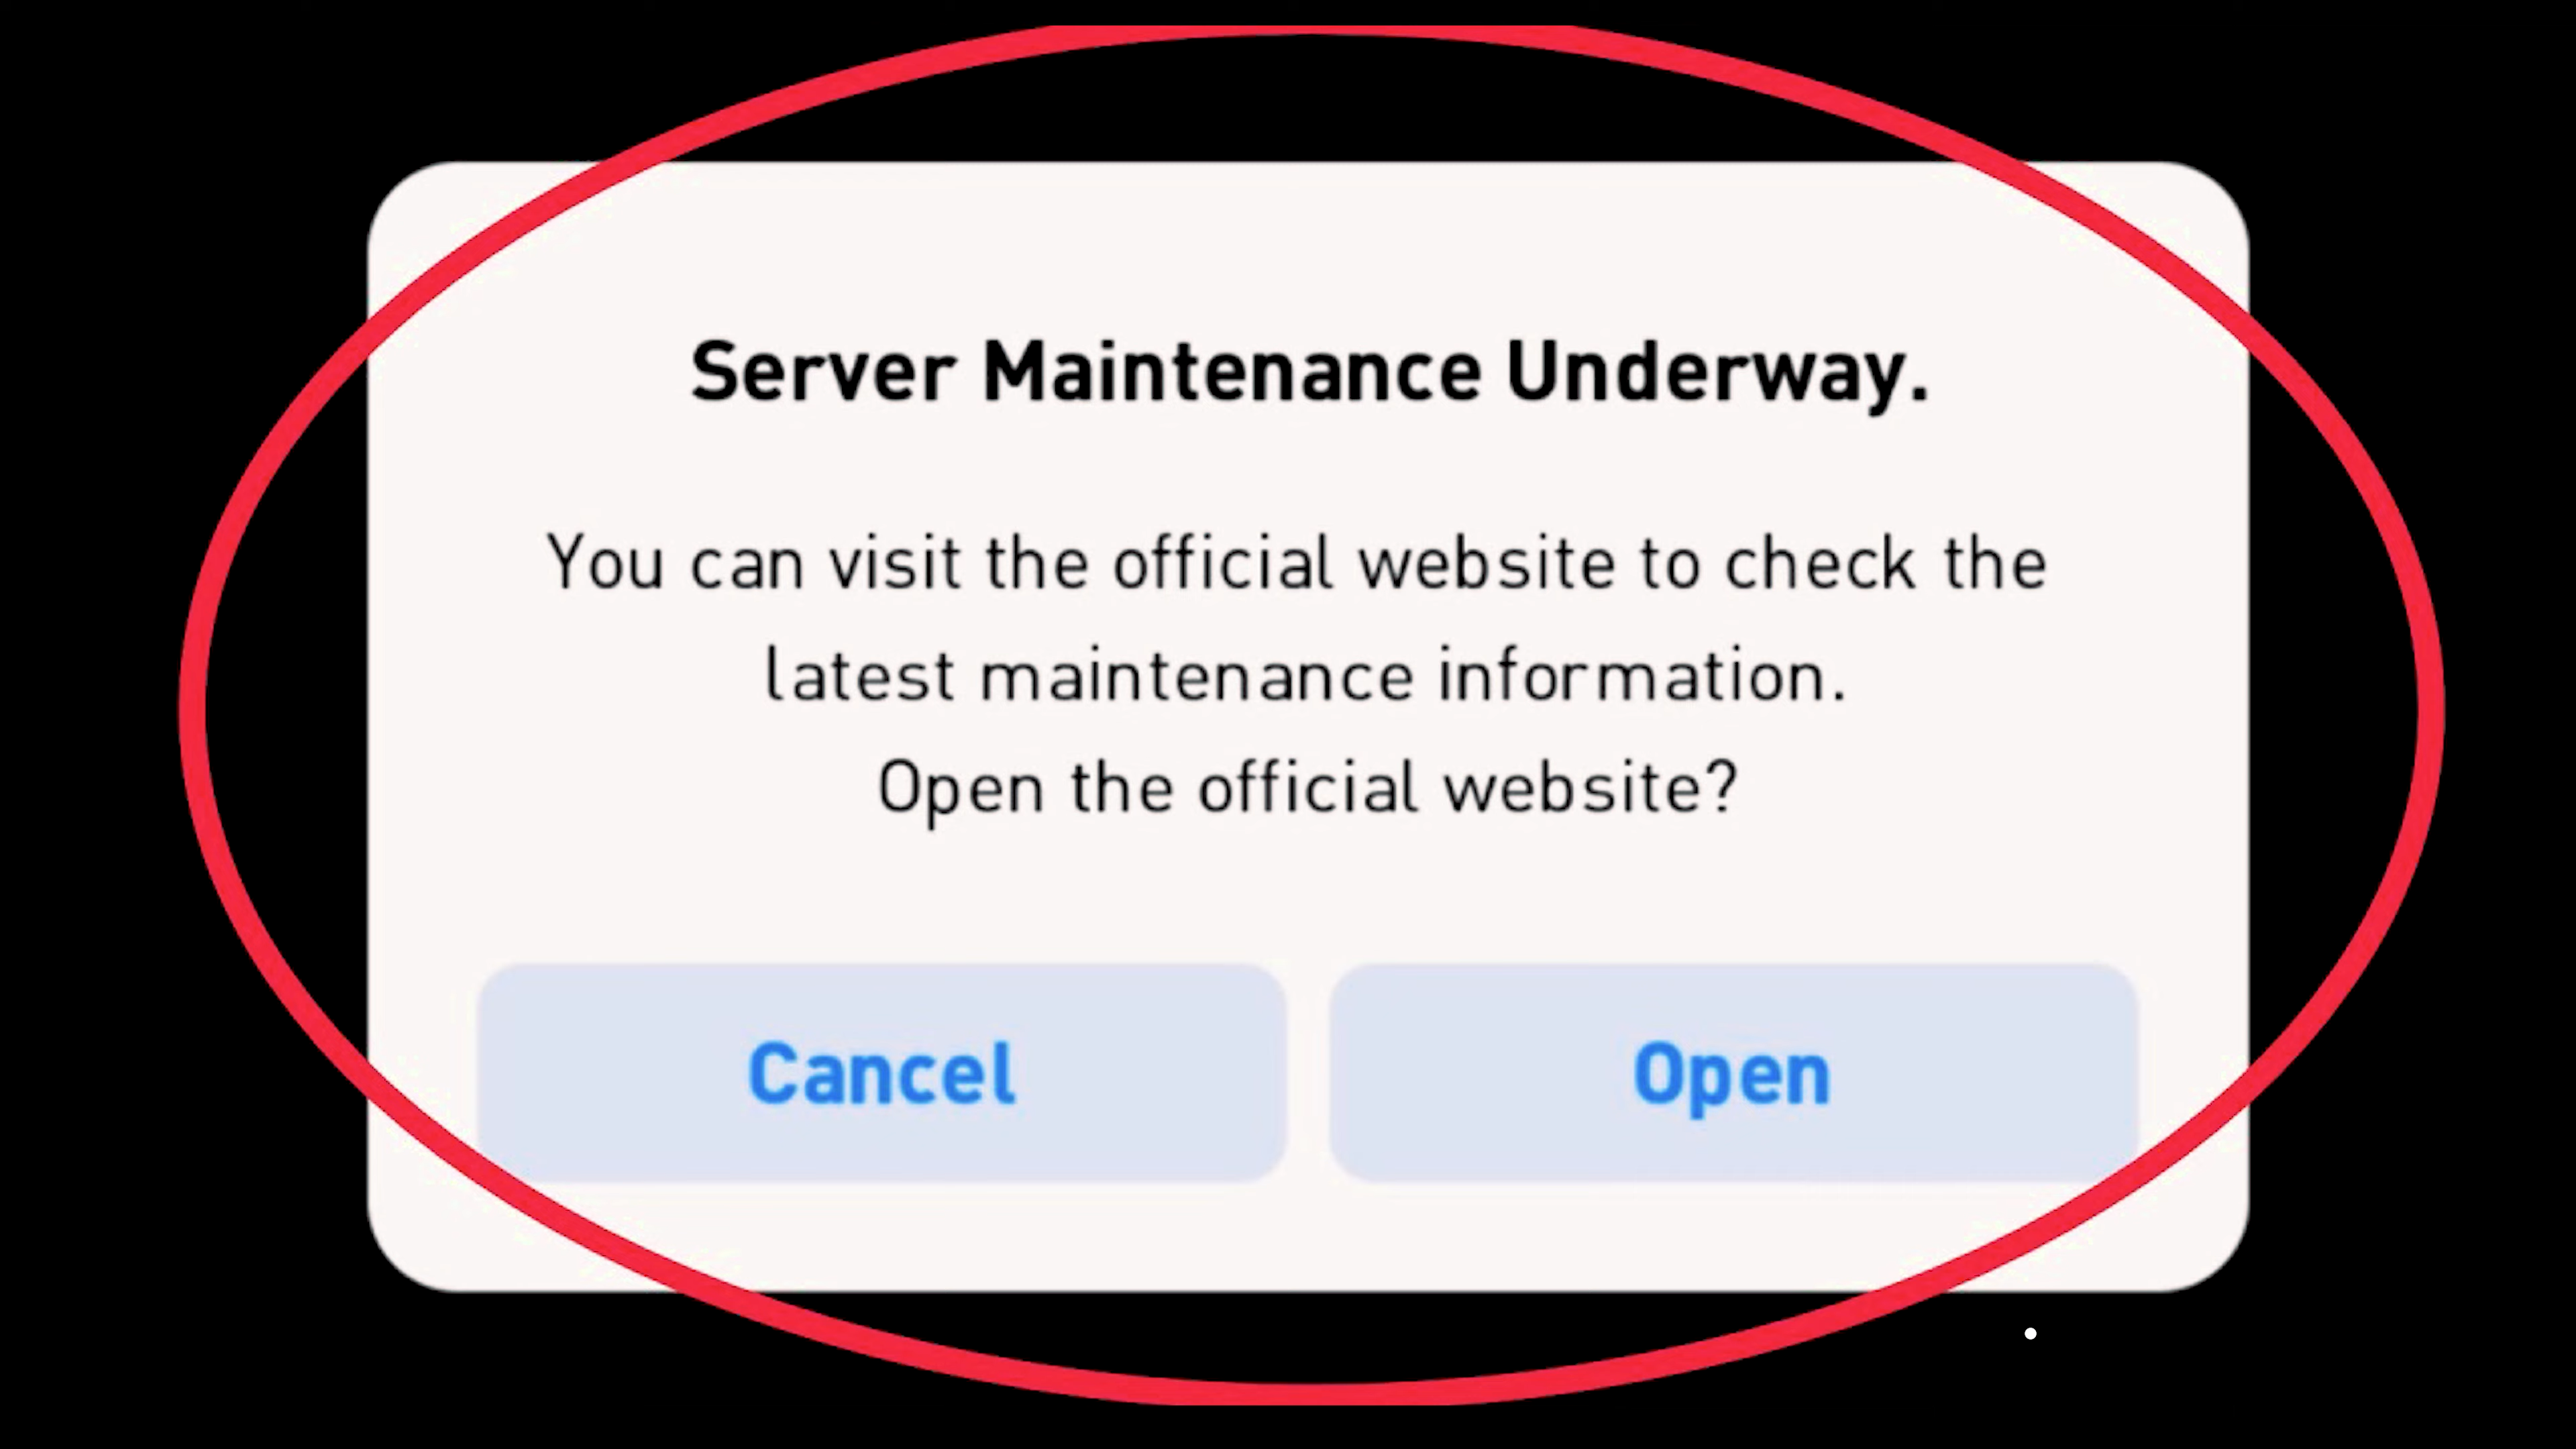 Server Maintenance Underway.
You can visit the official website to check the
latest maintenance information.
Open the official website?
Cancel
Open